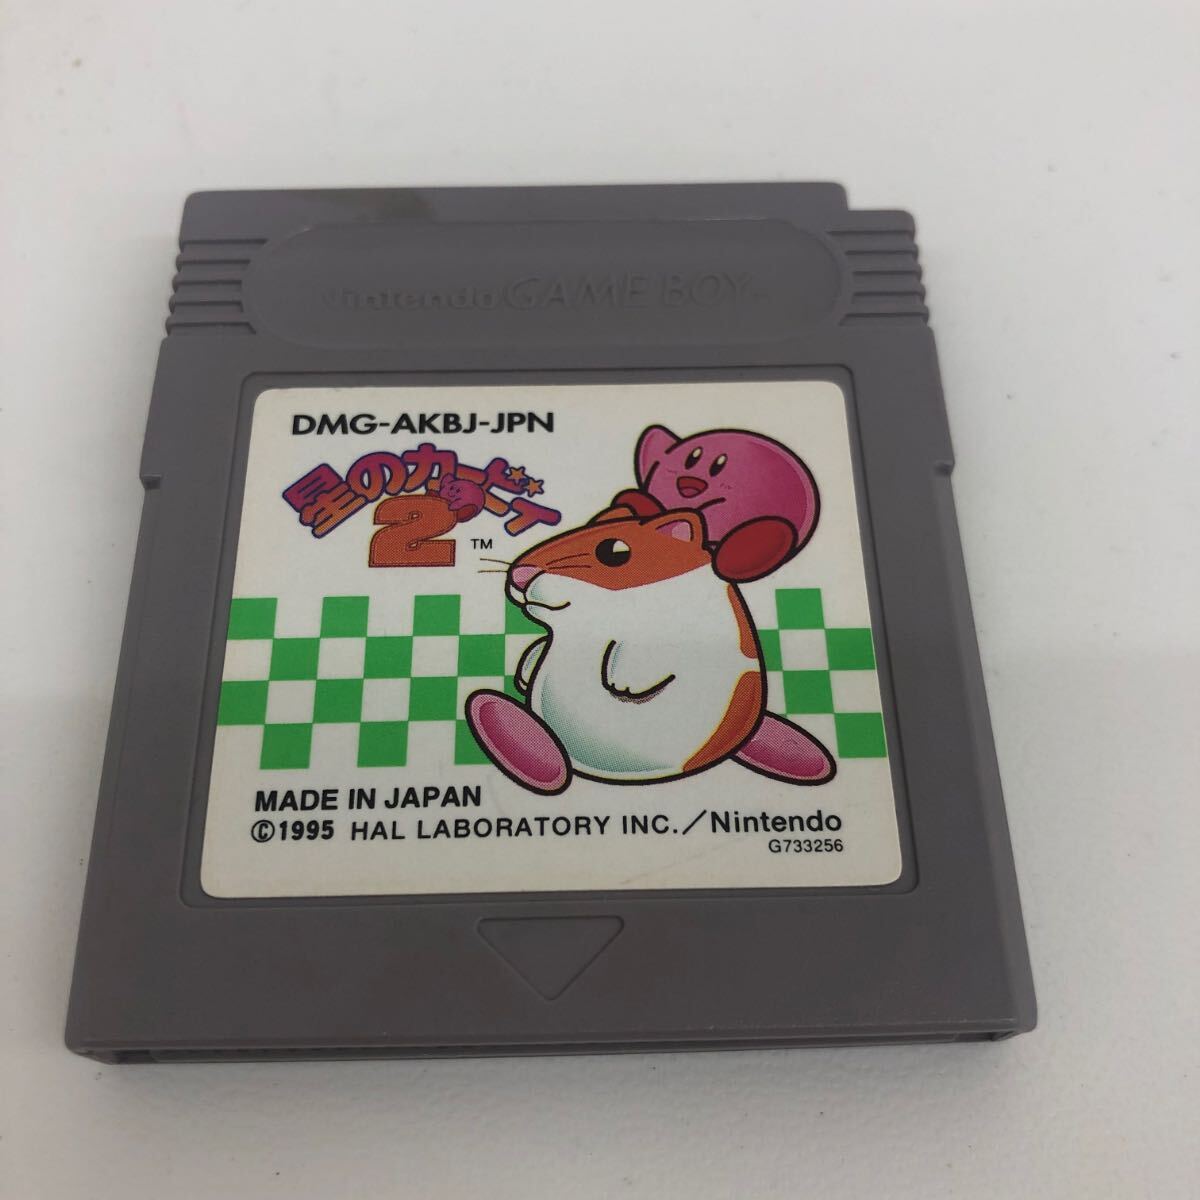 Nintendo GAME BOY™
DMG-AKBJ-JPN
星のカービィ
2 ™
MADE IN JAPAN
©1995 HAL LABORATORY INC./Nintendo
G733256